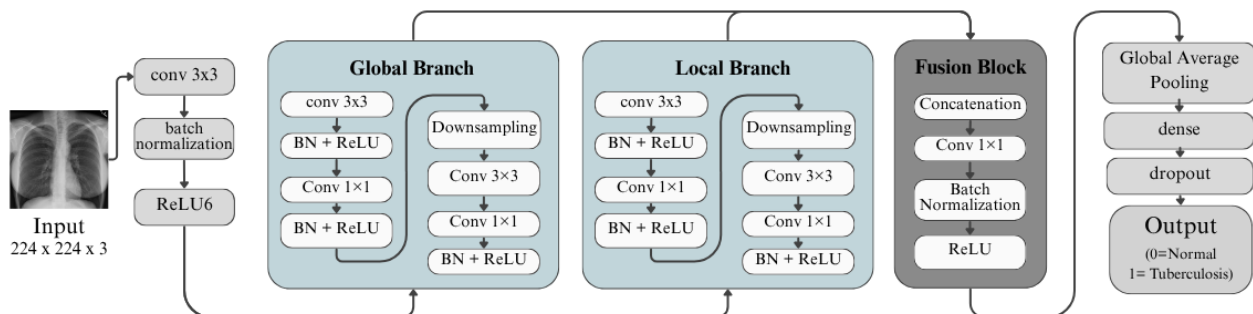 Input
224 x 224 x 3
conv 3x3
batch
normalization
ReLU6
Global Branch
conv 3x3
BN + ReLU
Conv 1×1
BN + ReLU
Downsampling
Conv 3×3
Conv 1×1
BN + ReLU
Local Branch
conv 3x3
BN + ReLU
Conv 1×1
BN + ReLU
Downsampling
Conv 3×3
Conv 1×1
BN + ReLU
Fusion Block
Concatenation
Conv 1×1
Batch
Normalization
ReLU
Global Average
Pooling
dense
dropout
Output
(0=Normal
1= Tuberculosis)